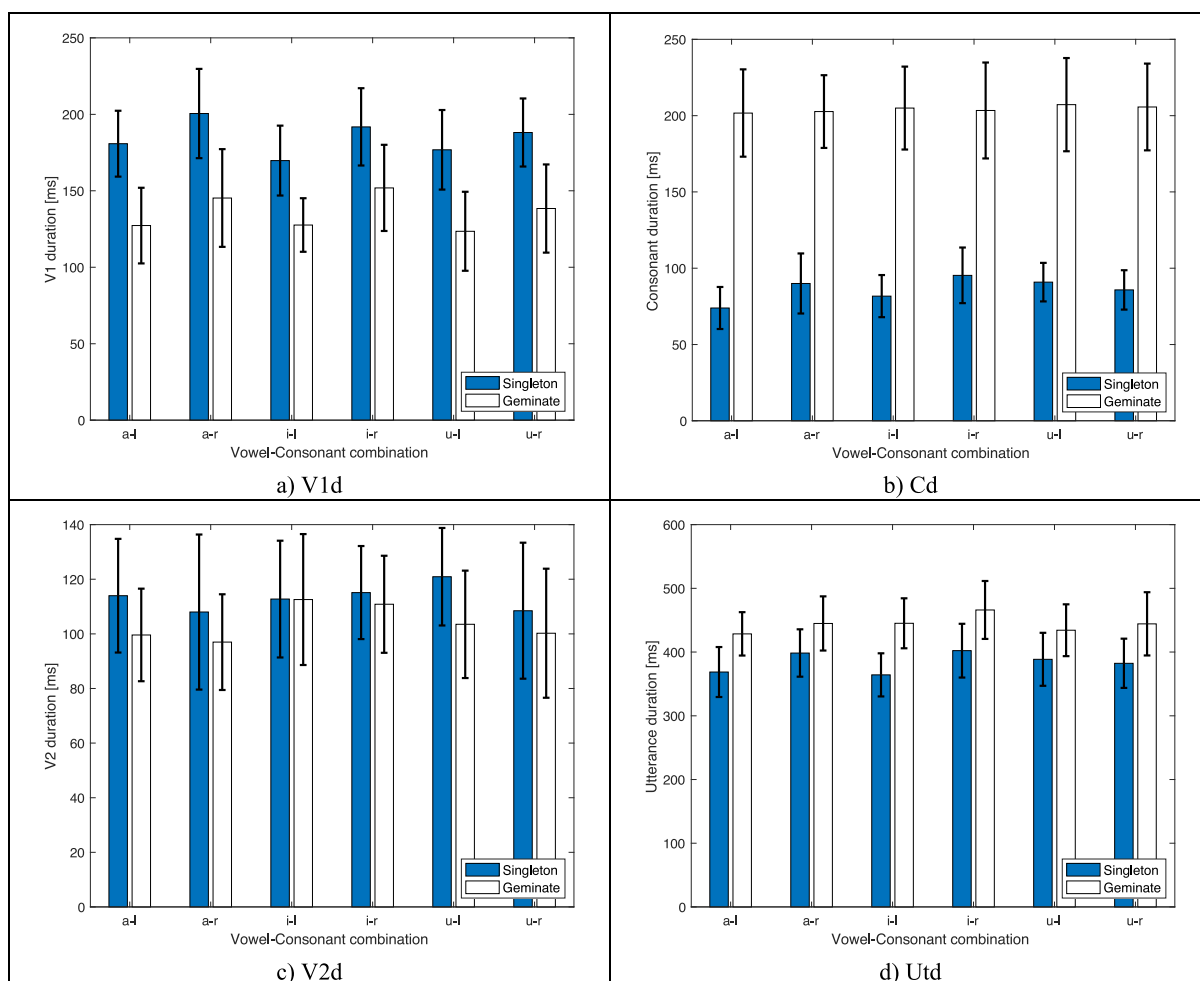 250
200
150
100
50
0
V1 duration [ms]
Singleton
Geminate
a-l a-r i-l i-r u-l u-r
Vowel-Consonant combination
a) V1d
250
200
150
100
50
0
Consonant duration [ms]
Singleton
Geminate
a-l a-r i-l i-r u-l u-r
Vowel-Consonant combination
b) Cd
140
120
100
80
60
40
20
0
V2 duration [ms]
Singleton
Geminate
a-l a-r i-l i-r u-l u-r
Vowel-Consonant combination
c) V2d
600
500
400
300
200
100
0
Utterance duration [ms]
Singleton
Geminate
a-l a-r i-l i-r u-l u-r
Vowel-Consonant combination
d) Utd